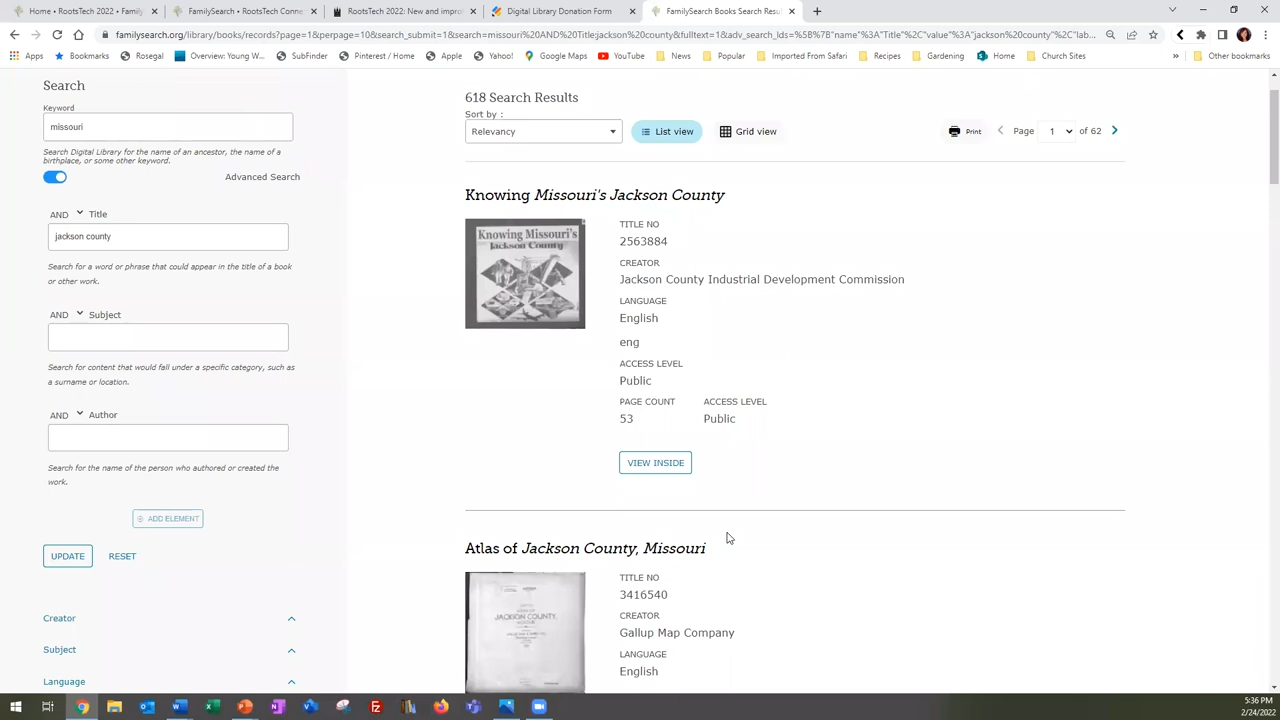 Home • RootsTech 2022 • Family
FamilySearch • RootsTech Conne
RootsTech 2022: New and improv
Digital Library Donation Form
FamilySearch Books Search Resul
familysearch.org/library/books/records?page=1&perpage=10&search_submit=1&search=missouri%20AND%20Title:jackson%20county&fulltext=1&adv_search_lds=%5B%7B"name"%3A"Title"%2C"value"%3A"jackson%20county"%2C"lab...
Apps
Bookmarks
Rosegal
Overview: Young W...
SubFinder
Pinterest / Home
Apple
Yahoo!
Google Maps
YouTube
News
Popular
Imported From Safari
Recipes
Gardening
Home
Church Sites
»
Other bookmarks
Search
Keyword
missouri
Search Digital Library for the name of an ancestor, the name of a
birthplace, or some other keyword.
Advanced Search
AND Title
jackson county
Search for a word or phrase that could appear in the title of a book
or other work.
AND Subject
Search for content that would fall under a specific category, such as
a surname or location.
AND Author
Search for the name of the person who authored or created the
work.
ADD ELEMENT
UPDATE RESET
Creator
Subject
Language
618 Search Results
Sort by :
Relevancy
List view
Grid view
Print
Page 1 of 62
Knowing Missouri's Jackson County
Knowing Missouri's
Jackson County
TITLE NO
2563884
CREATOR
Jackson County Industrial Development Commission
LANGUAGE
English
eng
ACCESS LEVEL
Public
PAGE COUNT ACCESS LEVEL
53 Public
VIEW INSIDE
Atlas of Jackson County, Missouri
JACKSON COUNTY,
TITLE NO
3416540
CREATOR
Gallup Map Company
LANGUAGE
English
5:36 PM
2/24/2022